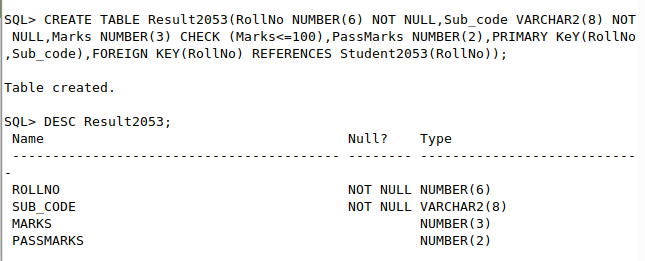 SQL> CREATE TABLE Result2053(RollNo NUMBER(6) NOT NULL,Sub_code VARCHAR2(8) NOT
 NULL,Marks NUMBER(3) CHECK (Marks<=100),PassMarks NUMBER(2),PRIMARY KeY(RollNo
,Sub_code),FOREIGN KEY(RollNo) REFERENCES Student2053(RollNo));
Table created.
SQL> DESC Result2053;
 Name                                      Null?    Type
 ----------------------------------------- -------- ---------------------------
-
 ROLLNO                                    NOT NULL NUMBER(6)
 SUB_CODE                                  NOT NULL VARCHAR2(8)
 MARKS                                              NUMBER(3)
 PASSMARKS                                          NUMBER(2)